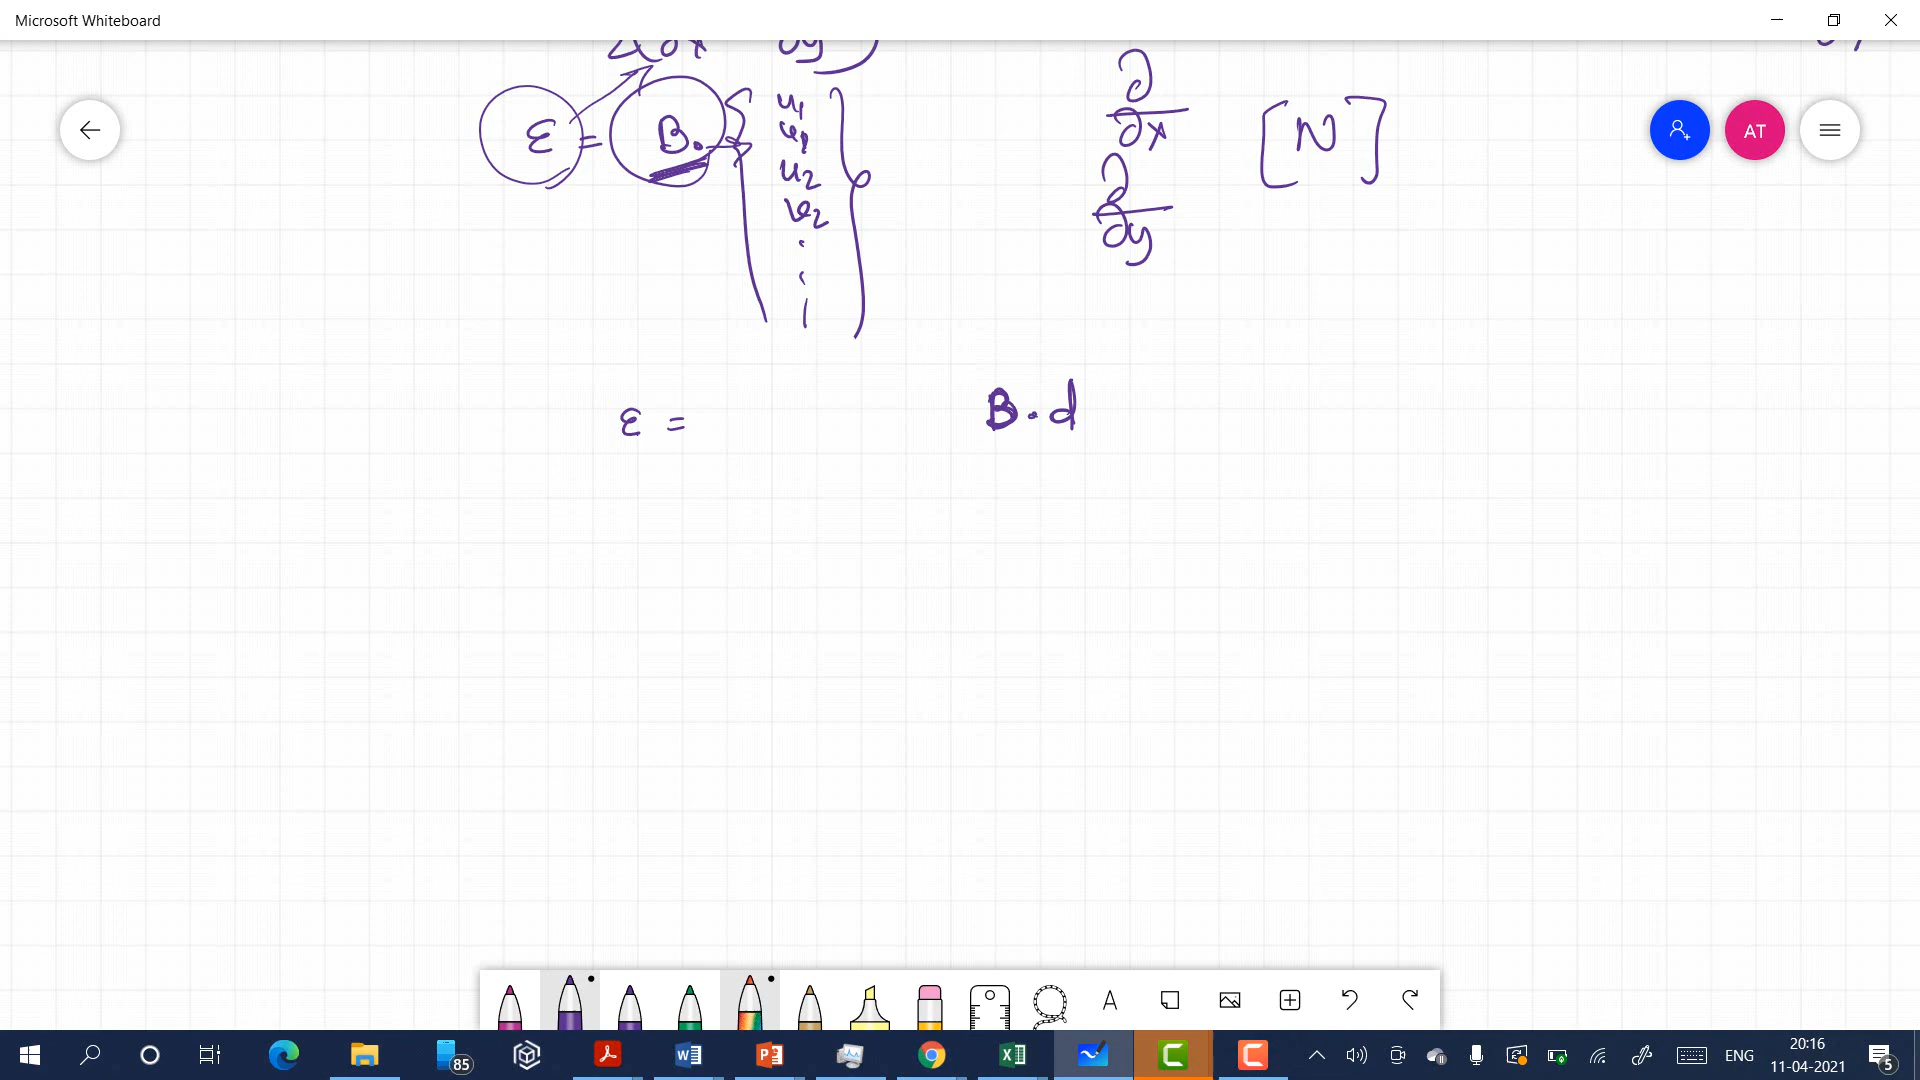 Microsoft Whiteboard
∂x ∂y
ε = B. { u1
v1
u2
v2
.
.
∂
∂x
∂
∂y
[N]
AT
ε = B . d
A
85
ENG
20:16
11-04-2021
5